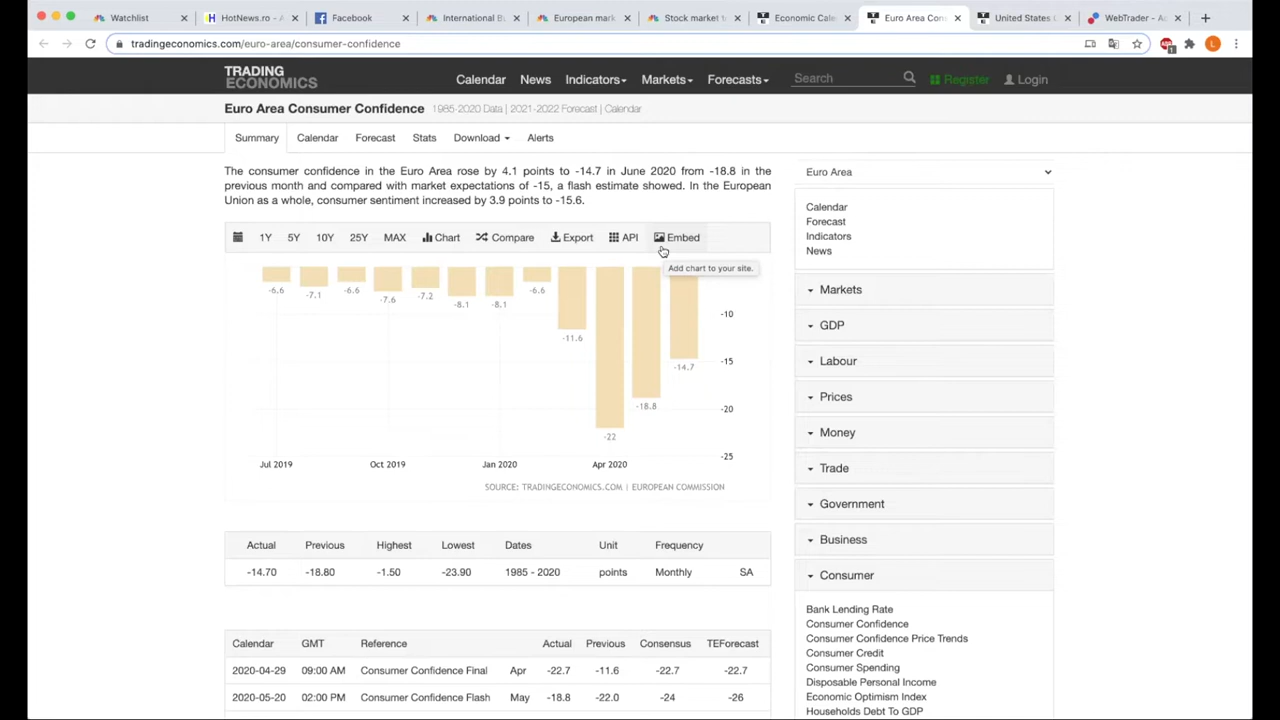 Watchlist
HotNews.ro - A
Facebook
International B
European mark
Stock market t
Economic Cale
Euro Area Cons
United States
WebTrader - A
tradingeconomics.com/euro-area/consumer-confidence
L
TRADING
ECONOMICS
Calendar News Indicators Markets Forecasts Search Register Login
Euro Area Consumer Confidence 1985-2020 Data | 2021-2022 Forecast | Calendar
Summary Calendar Forecast Stats Download Alerts
The consumer confidence in the Euro Area rose by 4.1 points to -14.7 in June 2020 from -18.8 in the
previous month and compared with market expectations of -15, a flash estimate showed. In the European
Union as a whole, consumer sentiment increased by 3.9 points to -15.6.
1Y 5Y 10Y 25Y MAX Chart Compare Export API Embed
Add chart to your site.
-6.6 -7.1 -6.6 -7.6 -7.2 -8.1 -8.1 -6.6 -11.6 -22 -18.8 -14.7
-10
-15
-20
-25
Jul 2019 Oct 2019 Jan 2020 Apr 2020
SOURCE: TRADINGECONOMICS.COM | EUROPEAN COMMISSION
Actual Previous Highest Lowest Dates Unit Frequency
-14.70 -18.80 -1.50 -23.90 1985 - 2020 points Monthly SA
Calendar GMT Reference Actual Previous Consensus TEForecast
2020-04-29 09:00 AM Consumer Confidence Final Apr -22.7 -11.6 -22.7 -22.7
2020-05-20 02:00 PM Consumer Confidence Flash May -18.8 -22.0 -24 -26
Euro Area
Calendar
Forecast
Indicators
News
Markets
GDP
Labour
Prices
Money
Trade
Government
Business
Consumer
Bank Lending Rate
Consumer Confidence
Consumer Confidence Price Trends
Consumer Credit
Consumer Spending
Disposable Personal Income
Economic Optimism Index
Households Debt To GDP